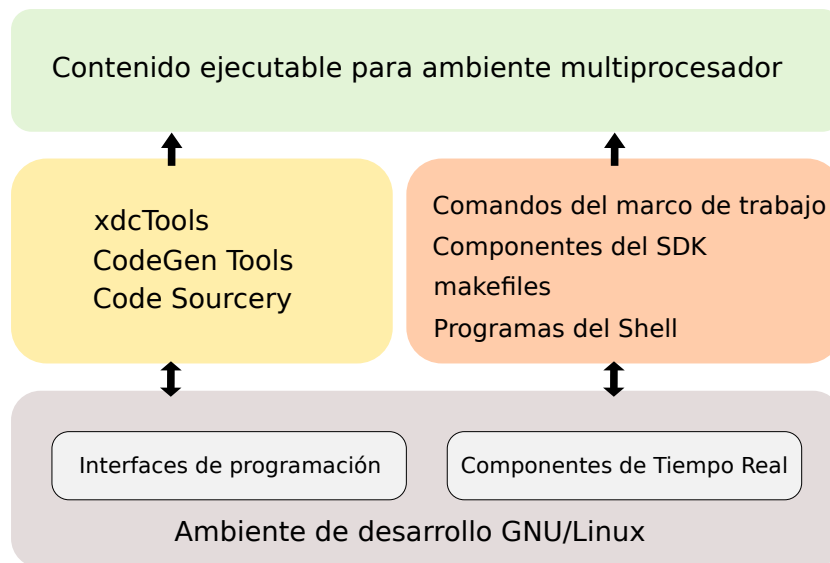 Contenido ejecutable para ambiente multiprocesador
xdcTools
CodeGen Tools
Code Sourcery
Comandos del marco de trabajo
Componentes del SDK
makefiles
Programas del Shell
Interfaces de programación
Componentes de Tiempo Real
Ambiente de desarrollo GNU/Linux